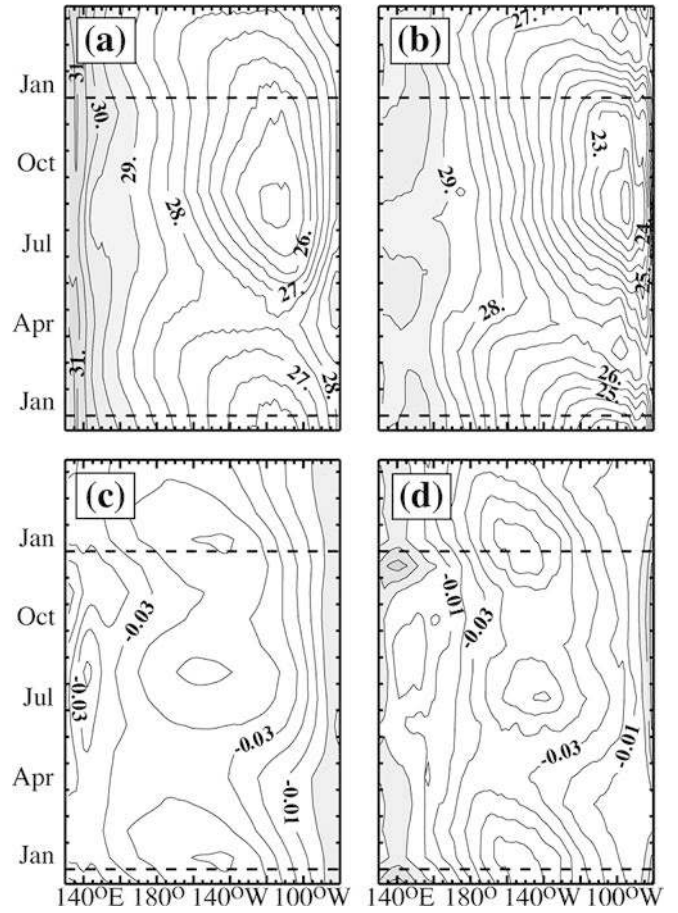 (a) (b)
31. 30. 29. 28. 26. 27. 27. 28. 31.
27. 23. 29. 24. 25. 28. 26. 25.
Jan
Oct
Jul
Apr
Jan
(c) (d)
-0.03 -0.03 -0.03 -0.01
-0.01 -0.03 -0.03 -0.01
Jan
Oct
Jul
Apr
Jan
140°E 180° 140°W 100°W 140°E 180° 140°W 100°W